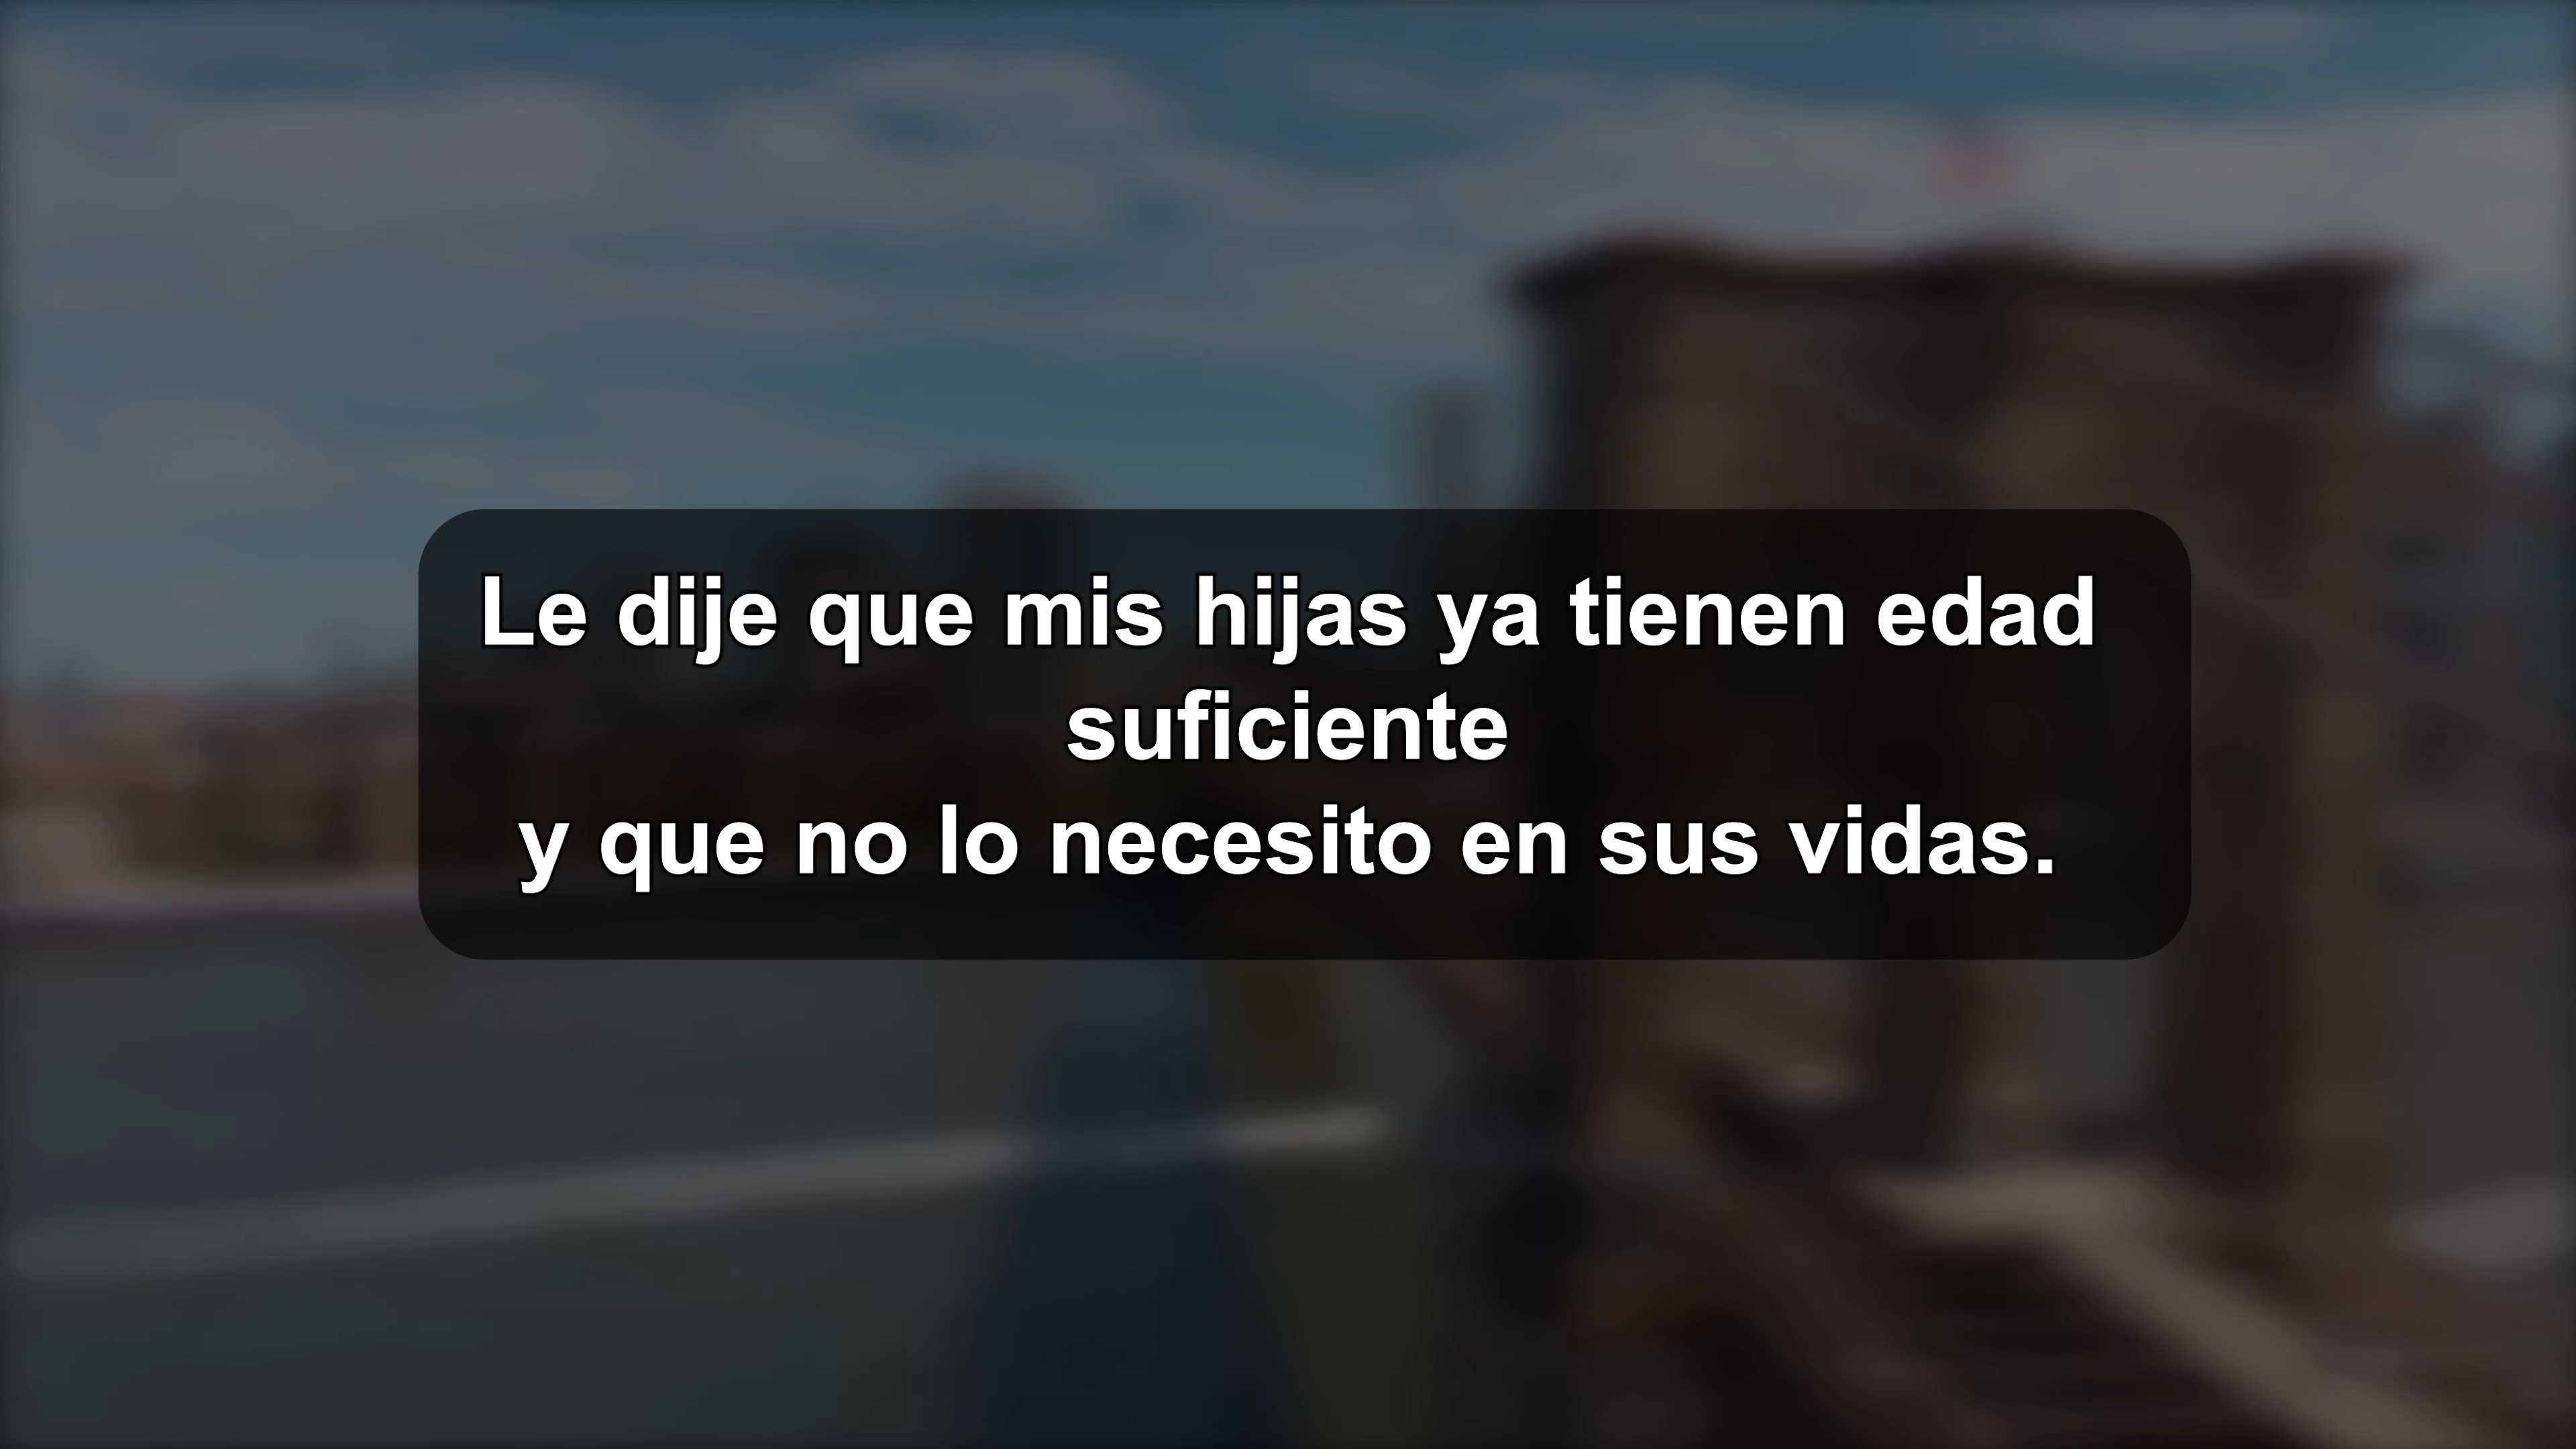 Le dije que mis hijas ya tienen edad
suficiente
y que no lo necesito en sus vidas.